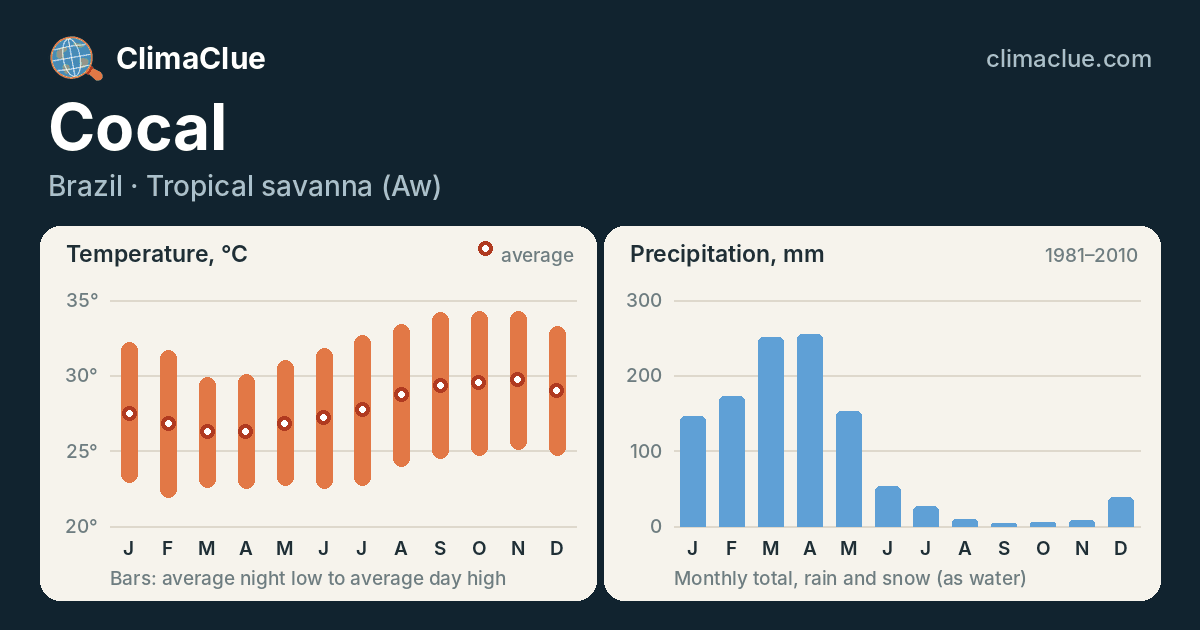 ClimaClue
climaclue.com
Cocal
Brazil · Tropical savanna (Aw)
Temperature, °C
average
35°
30°
25°
20°
J F M A M J J A S O N D
Bars: average night low to average day high
Precipitation, mm
1981–2010
300
200
100
0
J F M A M J J A S O N D
Monthly total, rain and snow (as water)